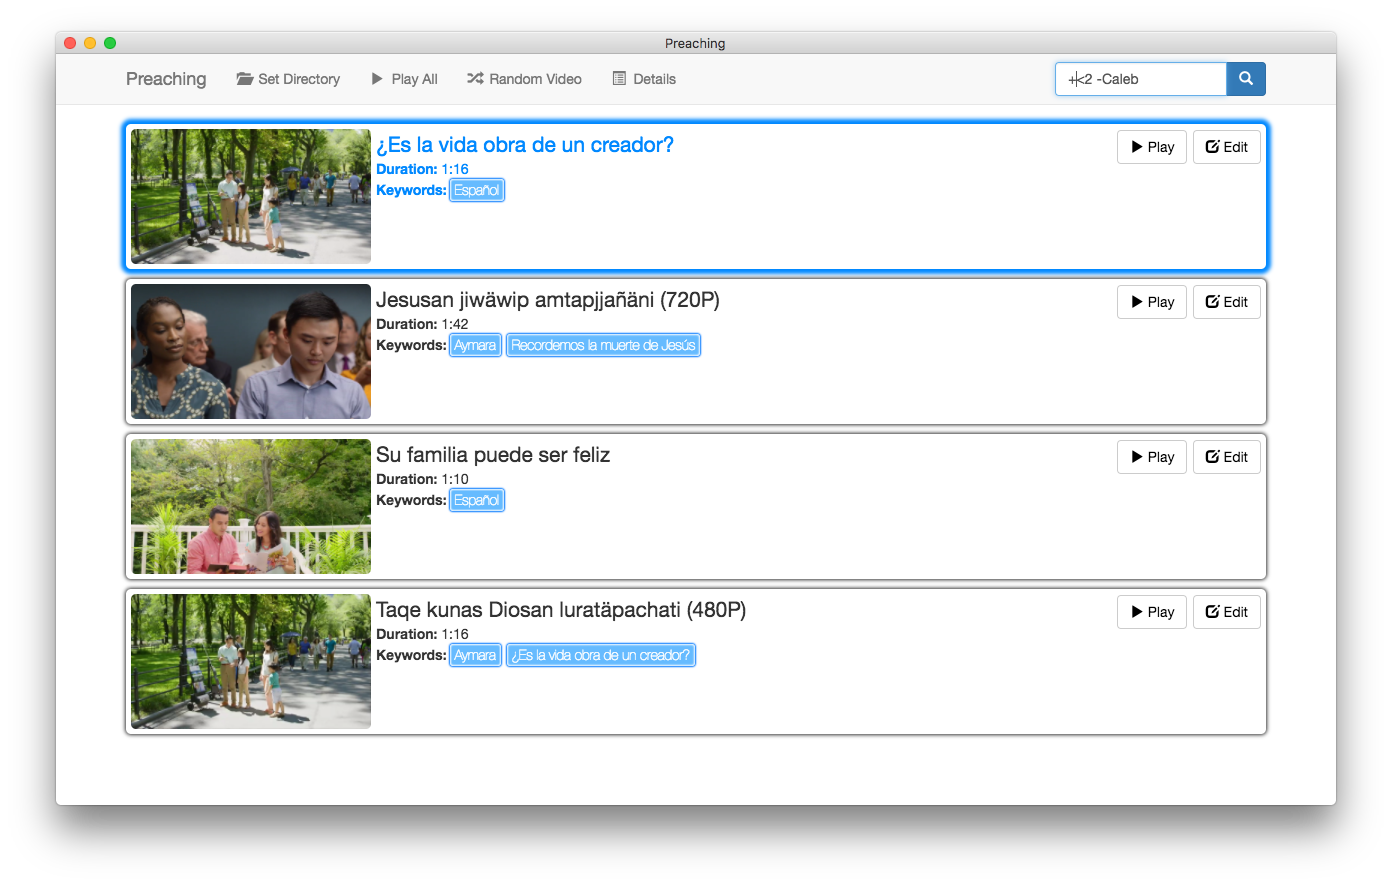 Preaching
Preaching Set Directory Play All Random Video Details +<2 -Caleb
¿Es la vida obra de un creador? Play Edit
Duration: 1:16
Keywords: Español
Jesusan jiwäwip amtapjjañäni (720P) Play Edit
Duration: 1:42
Keywords: Aymara Recordemos la muerte de Jesús
Su familia puede ser feliz Play Edit
Duration: 1:10
Keywords: Español
Taqe kunas Diosan luratäpachati (480P) Play Edit
Duration: 1:16
Keywords: Aymara ¿Es la vida obra de un creador?